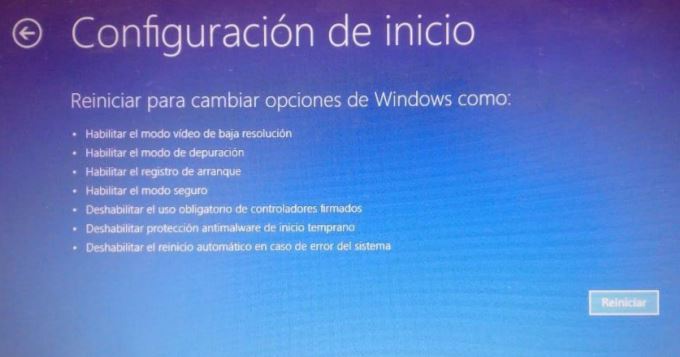 Configuración de inicio
Reiniciar para cambiar opciones de Windows como:
• Habilitar el modo vídeo de baja resolución
• Habilitar el modo de depuración
• Habilitar el registro de arranque
• Habilitar el modo seguro
• Deshabilitar el uso obligatorio de controladores firmados
• Deshabilitar protección antimalware de inicio temprano
• Deshabilitar el reinicio automático en caso de error del sistema
Reiniciar